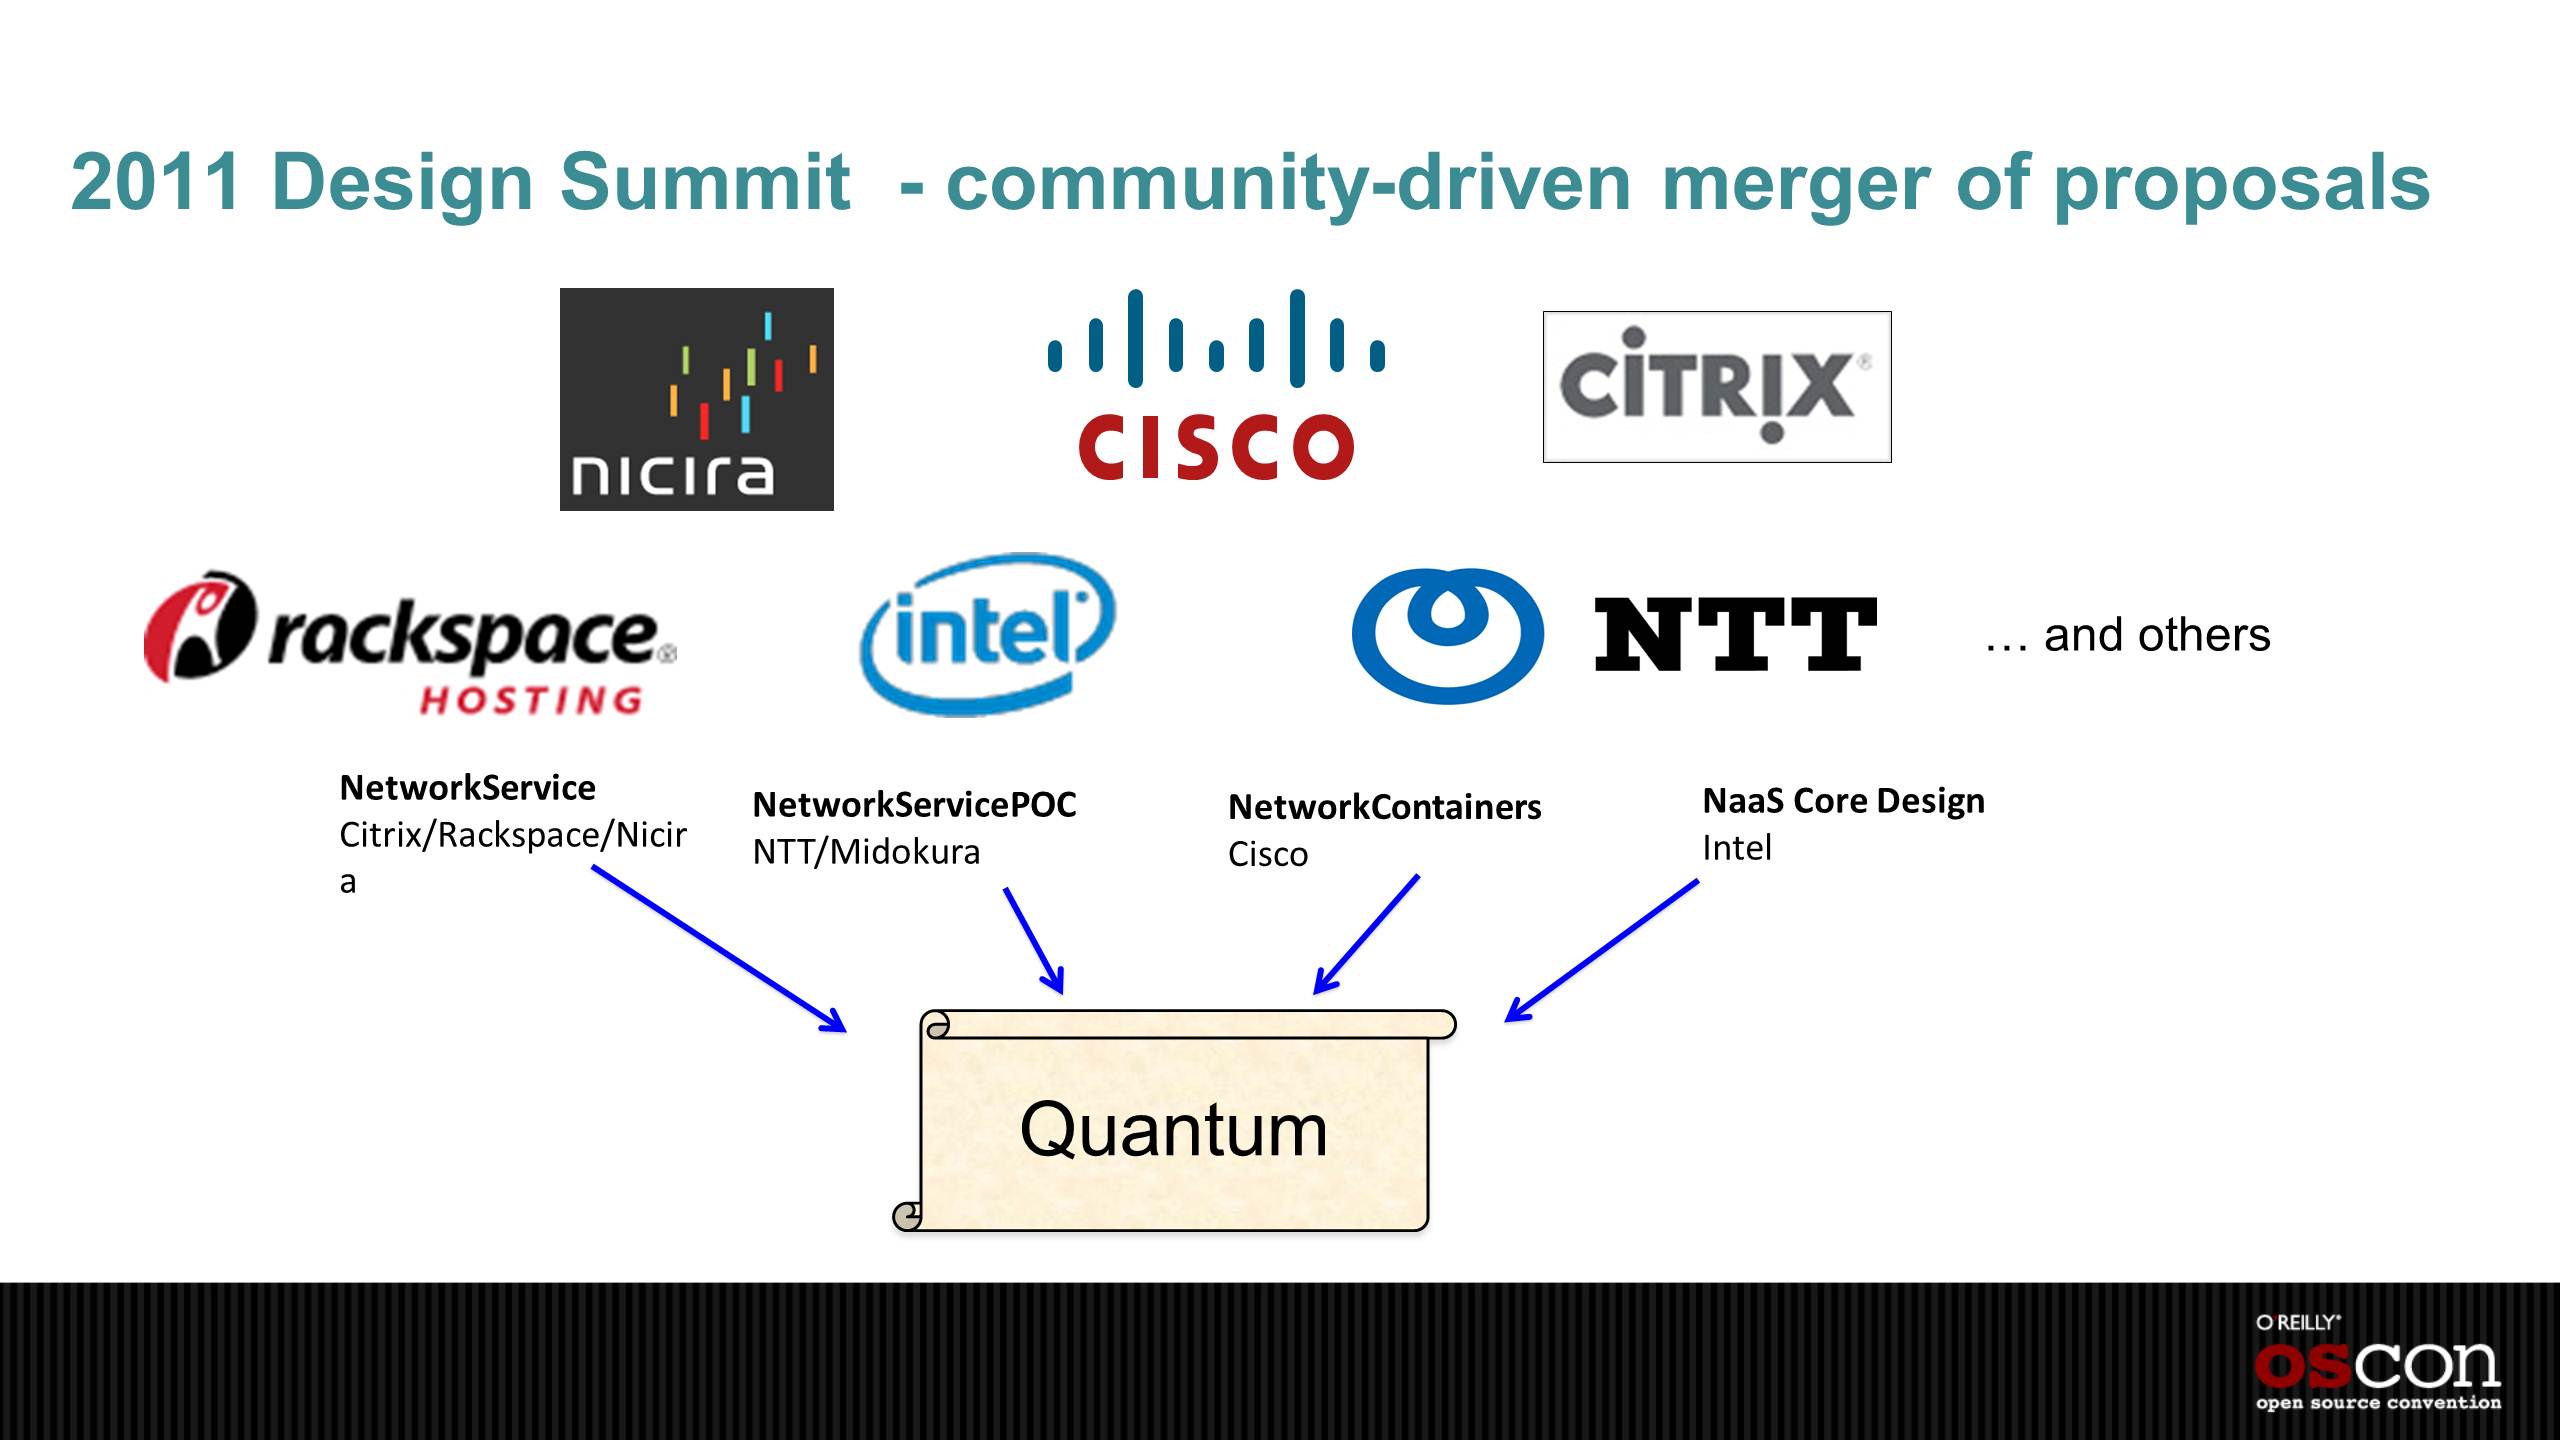 2011 Design Summit - community-driven merger of proposals
nicira
CISCO
CiTRIX®
rackspace®
HOSTING
intel
NTT
… and others
NetworkService
Citrix/Rackspace/Nicir
a
NetworkServicePOC
NTT/Midokura
NetworkContainers
Cisco
NaaS Core Design
Intel
Quantum
O'REILLY®
oscon
open source convention